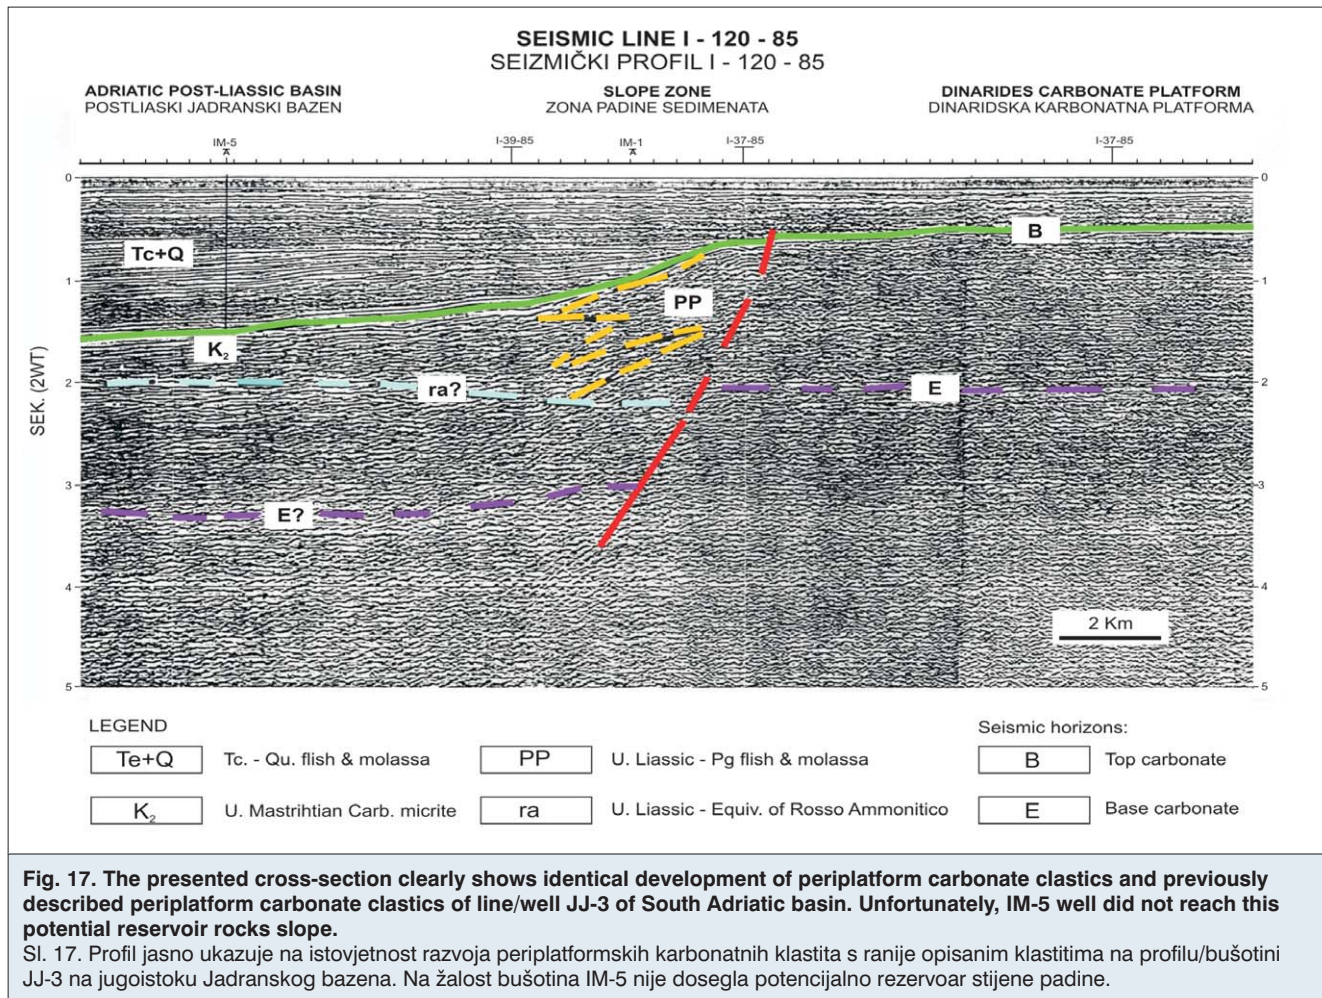 SEISMIC LINE I - 120 - 85
SEIZMIČKI PROFIL I - 120 - 85
ADRIATIC POST-LIASSIC BASIN
POSTLIASKI JADRANSKI BAZEN
SLOPE ZONE
ZONA PADINE SEDIMENATA
DINARIDES CARBONATE PLATFORM
DINARIDSKA KARBONATNA PLATFORMA
IM-5
I-39-85
IM-1
I-37-85
I-37-85
0
0
B
Tc+Q
1
1
PP
K₂
SEK. (2WT)
2
ra?
E
2
3
3
E?
4
4
2 Km
5
5
LEGEND
Seismic horizons:
Te+Q Tc. - Qu. flish & molassa
PP U. Liassic - Pg flish & molassa
B Top carbonate
K₂ U. Mastrihtian Carb. micrite
ra U. Liassic - Equiv. of Rosso Ammonitico
E Base carbonate
Fig. 17. The presented cross-section clearly shows identical development of periplatform carbonate clastics and previously
described periplatform carbonate clastics of line/well JJ-3 of South Adriatic basin. Unfortunately, IM-5 well did not reach this
potential reservoir rocks slope.
Sl. 17. Profil jasno ukazuje na istovjetnost razvoja periplatformskih karbonatnih klastita s ranije opisanim klastitima na profilu/bušotini
JJ-3 na jugoistoku Jadranskog bazena. Na žalost bušotina IM-5 nije dosegla potencijalno rezervoar stijene padine.